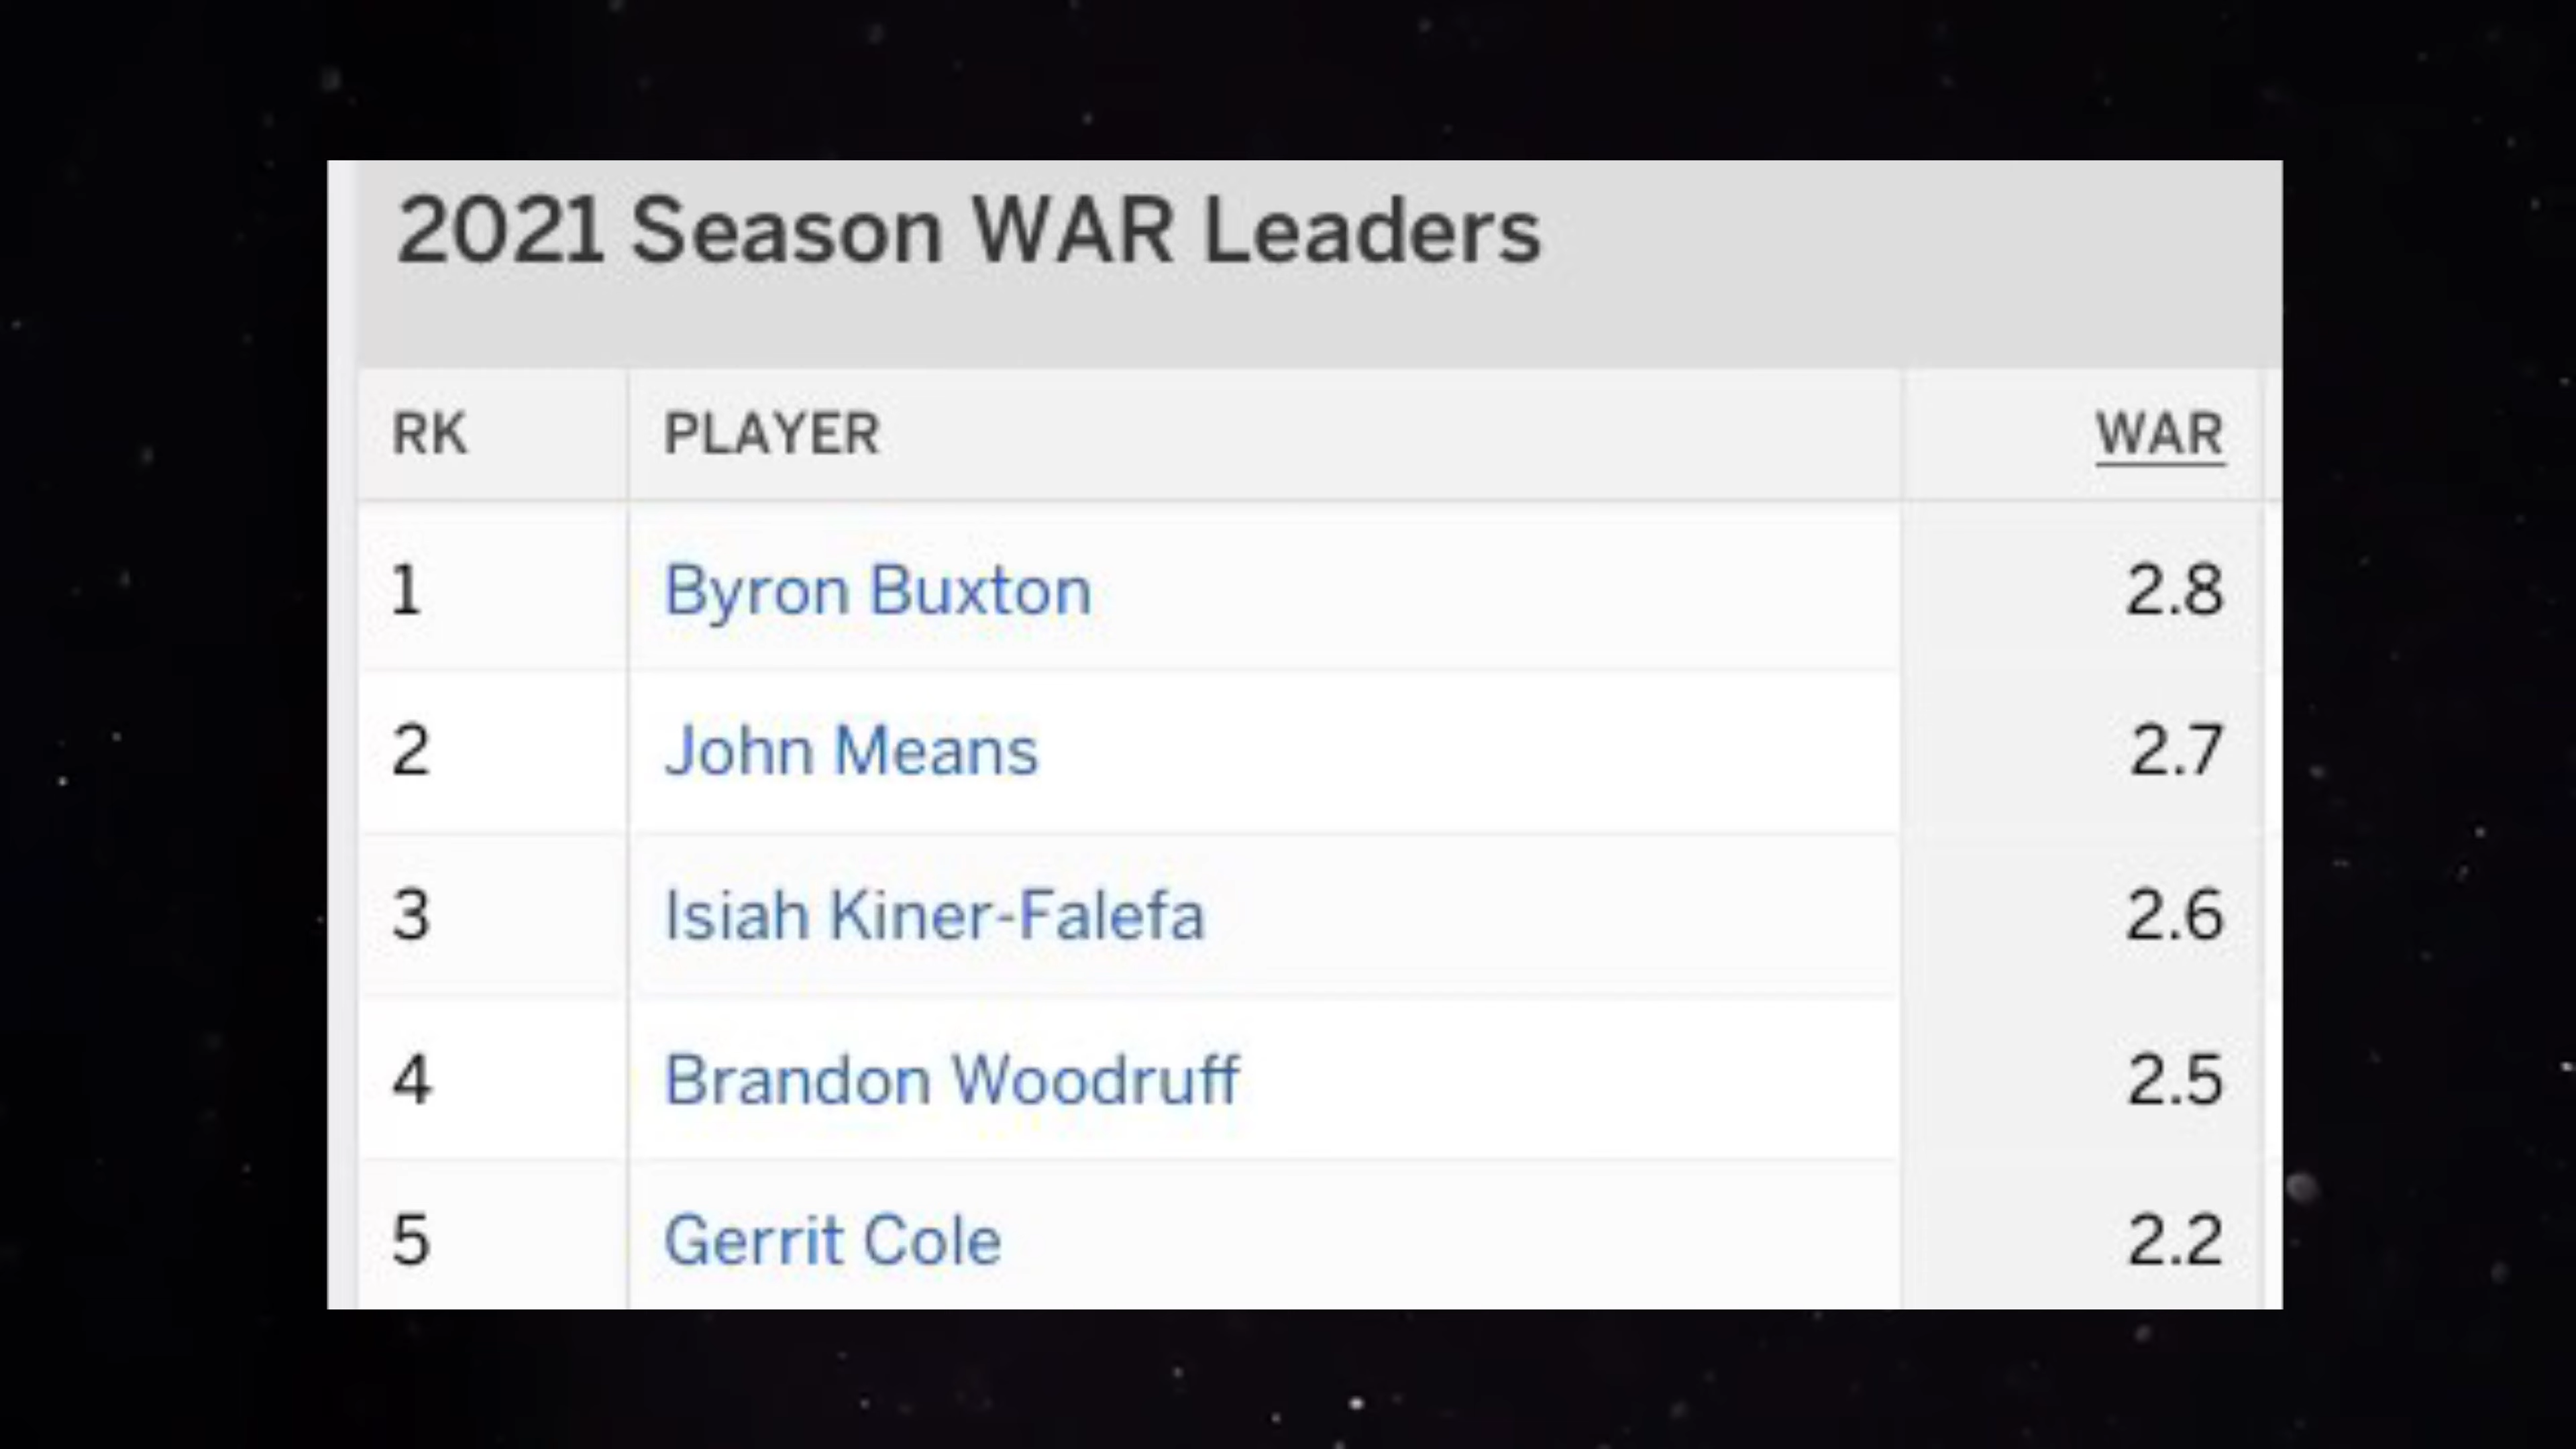 2021 Season WAR Leaders
RK PLAYER WAR
1 Byron Buxton 2.8
2 John Means 2.7
3 Isiah Kiner-Falefa 2.6
4 Brandon Woodruff 2.5
5 Gerrit Cole 2.2